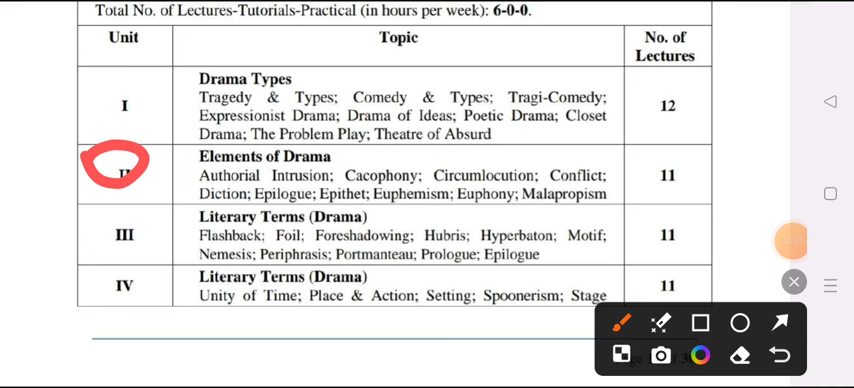 Total No. of Lectures-Tutorials-Practical (in hours per week): 6-0-0.
Unit Topic No. of Lectures
Drama Types
Tragedy & Types; Comedy & Types; Tragi-Comedy;
I Expressionist Drama; Drama of Ideas; Poetic Drama; Closet 12
Drama; The Problem Play; Theatre of Absurd
Elements of Drama
II Authorial Intrusion; Cacophony; Circumlocution; Conflict; 11
Diction; Epilogue; Epithet; Euphemism; Euphony; Malapropism
Literary Terms (Drama)
III Flashback; Foil; Foreshadowing; Hubris; Hyperbaton; Motif; 11
Nemesis; Periphrasis; Portmanteau; Prologue; Epilogue
Literary Terms (Drama)
IV Unity of Time; Place & Action; Setting; Spoonerism; Stage 11